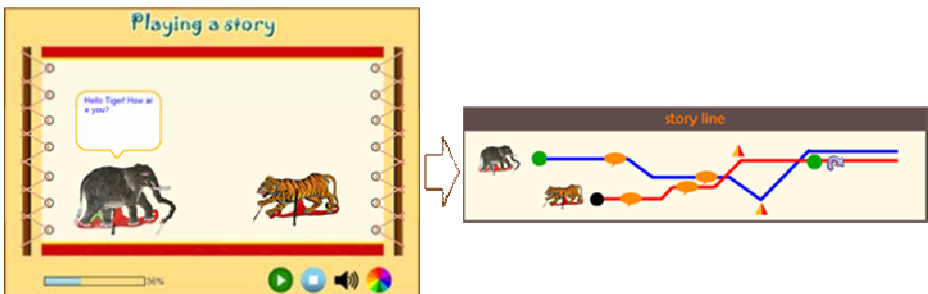 Playing a story
Hello Tiger! How ar
e you?
36%
story line